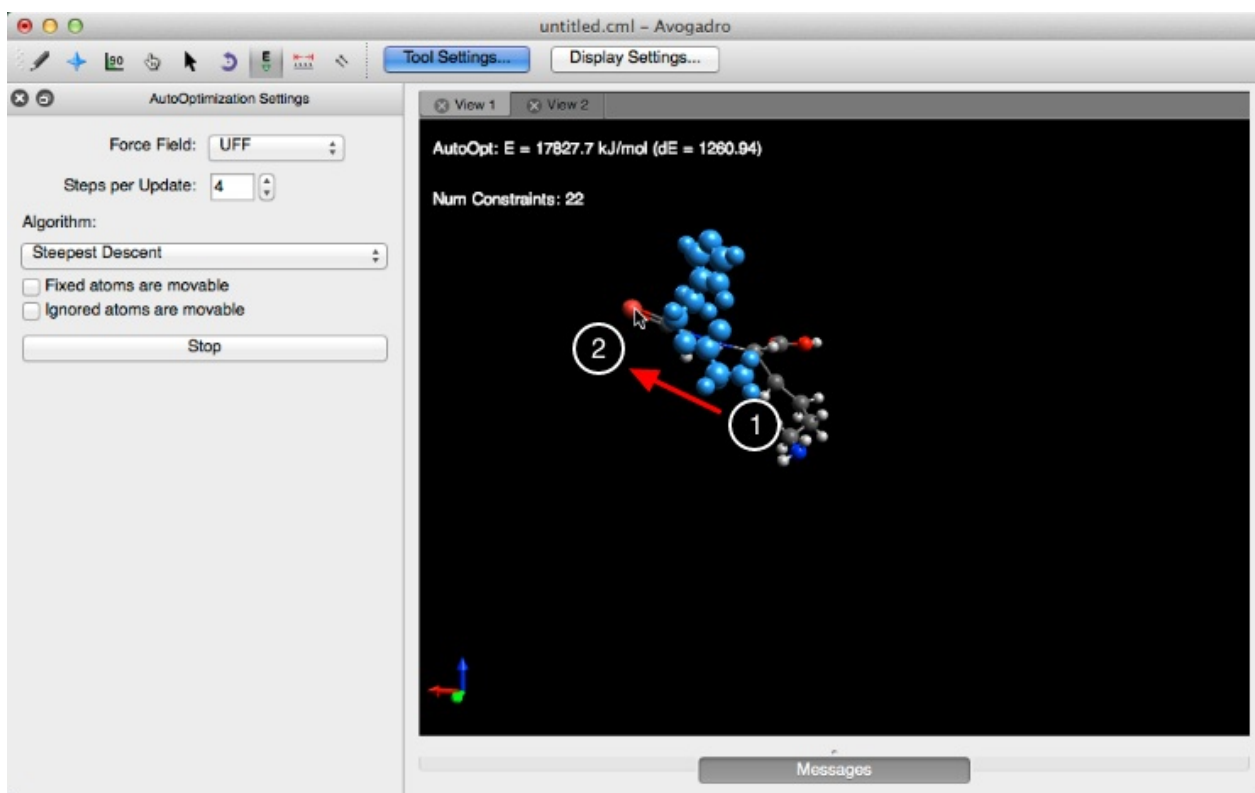 untitled.cml – Avogadro
90
E
Tool Settings...
Display Settings...
AutoOptimization Settings
Force Field: UFF
Steps per Update: 4
Algorithm:
Steepest Descent
Fixed atoms are movable
Ignored atoms are movable
Stop
View 1
View 2
AutoOpt: E = 17827.7 kJ/mol (dE = 1260.94)
Num Constraints: 22
2
1
Messages